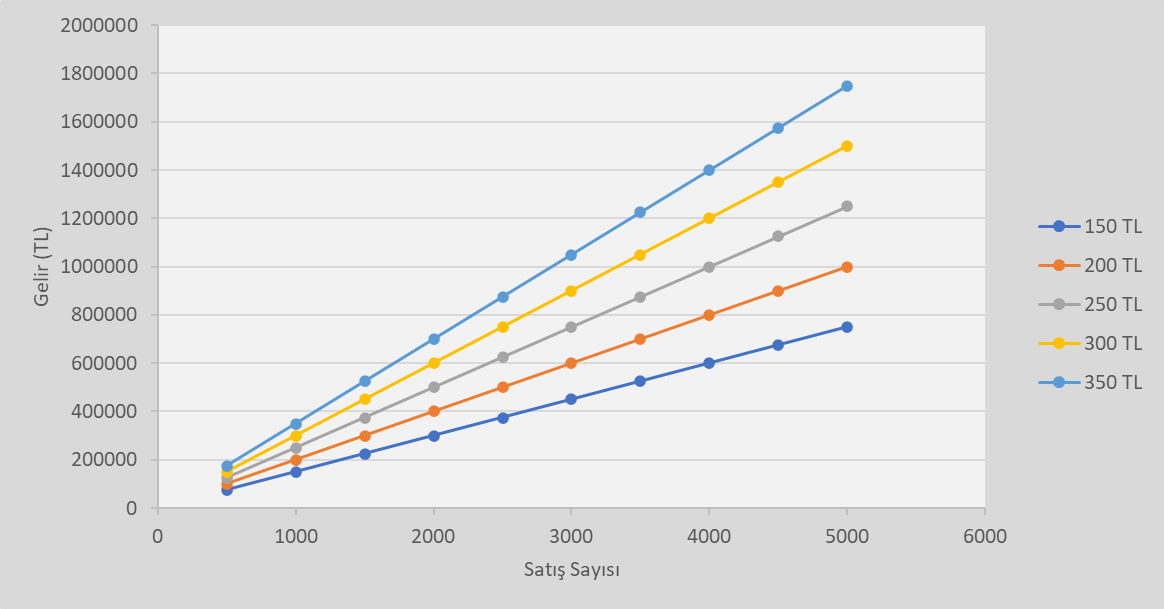 2000000
1800000
1600000
1400000
1200000
1000000
800000
600000
400000
200000
0
Gelir (TL)
0 1000 2000 3000 4000 5000 6000
Satış Sayısı
150 TL
200 TL
250 TL
300 TL
350 TL